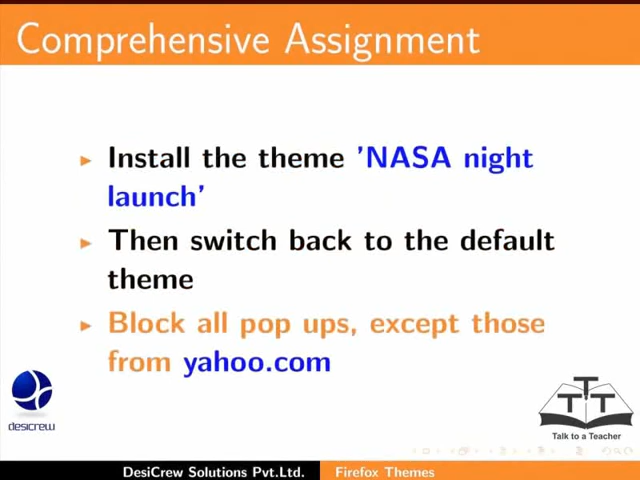 Comprehensive Assignment
Install the theme 'NASA night
launch'
Then switch back to the default
theme
Block all pop ups, except those
from yahoo.com
desicrew
TTT
Talk to a Teacher
DesiCrew Solutions Pvt.Ltd. Firefox Themes